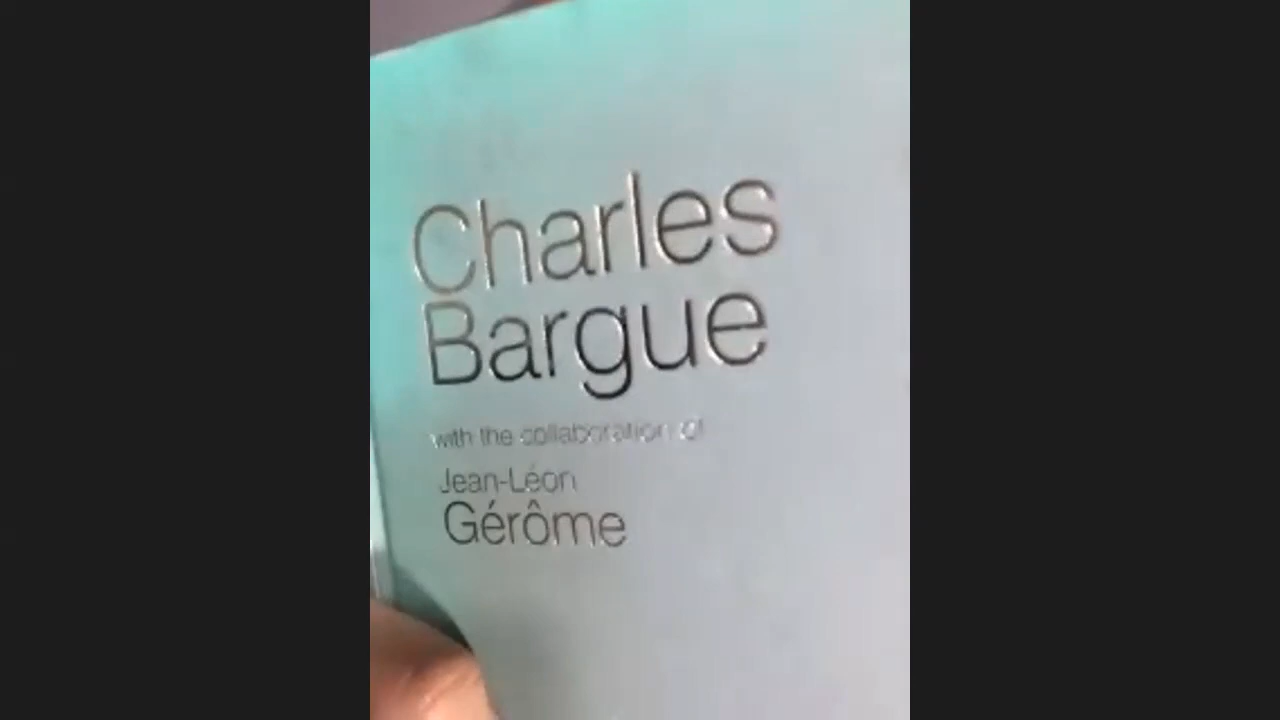 Charles
Bargue
with the collaboration of
Jean-Léon
Gérôme